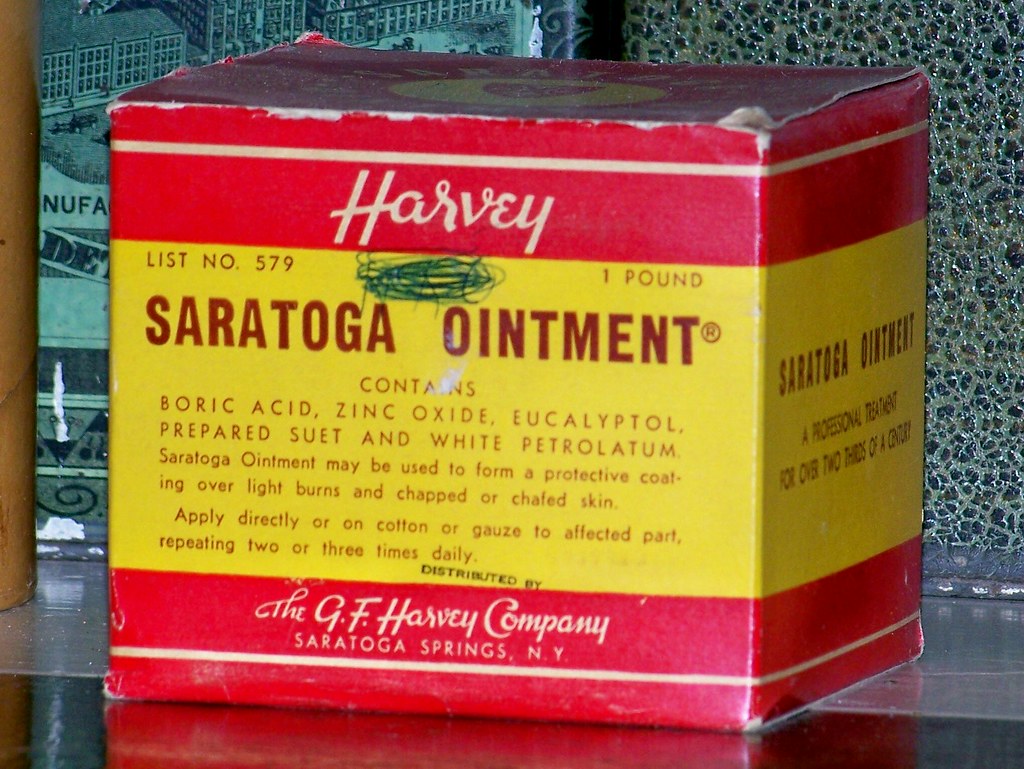 NUFA
DE
Harvey
LIST NO. 579
1 POUND
SARATOGA OINTMENT®
CONTAINS
BORIC ACID, ZINC OXIDE, EUCALYPTOL,
PREPARED SUET AND WHITE PETROLATUM.
Saratoga Ointment may be used to form a protective coat-
ing over light burns and chapped or chafed skin.
Apply directly or on cotton or gauze to affected part,
repeating two or three times daily.
DISTRIBUTED BY
The G.F. Harvey Company
SARATOGA SPRINGS, N.Y.
SARATOGA OINTMENT
A PROFESSIONAL TREATMENT
FOR OVER TWO THIRDS OF A CENTURY